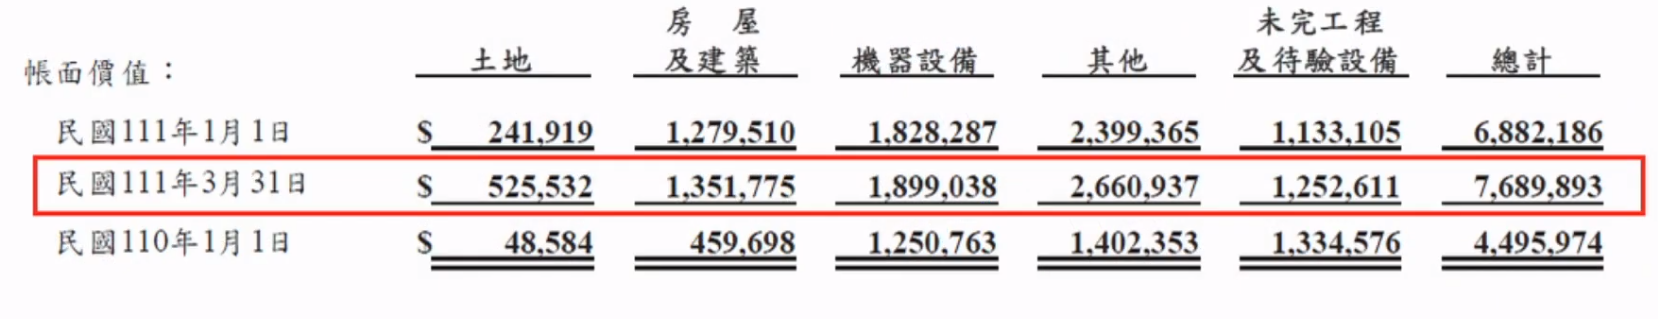 房 屋 未完工程
帳面價值： 土地 及建築 機器設備 其他 及待驗設備 總計
民國111年1月1日 $ 241,919 1,279,510 1,828,287 2,399,365 1,133,105 6,882,186
民國111年3月31日 $ 525,532 1,351,775 1,899,038 2,660,937 1,252,611 7,689,893
民國110年1月1日 $ 48,584 459,698 1,250,763 1,402,353 1,334,576 4,495,974